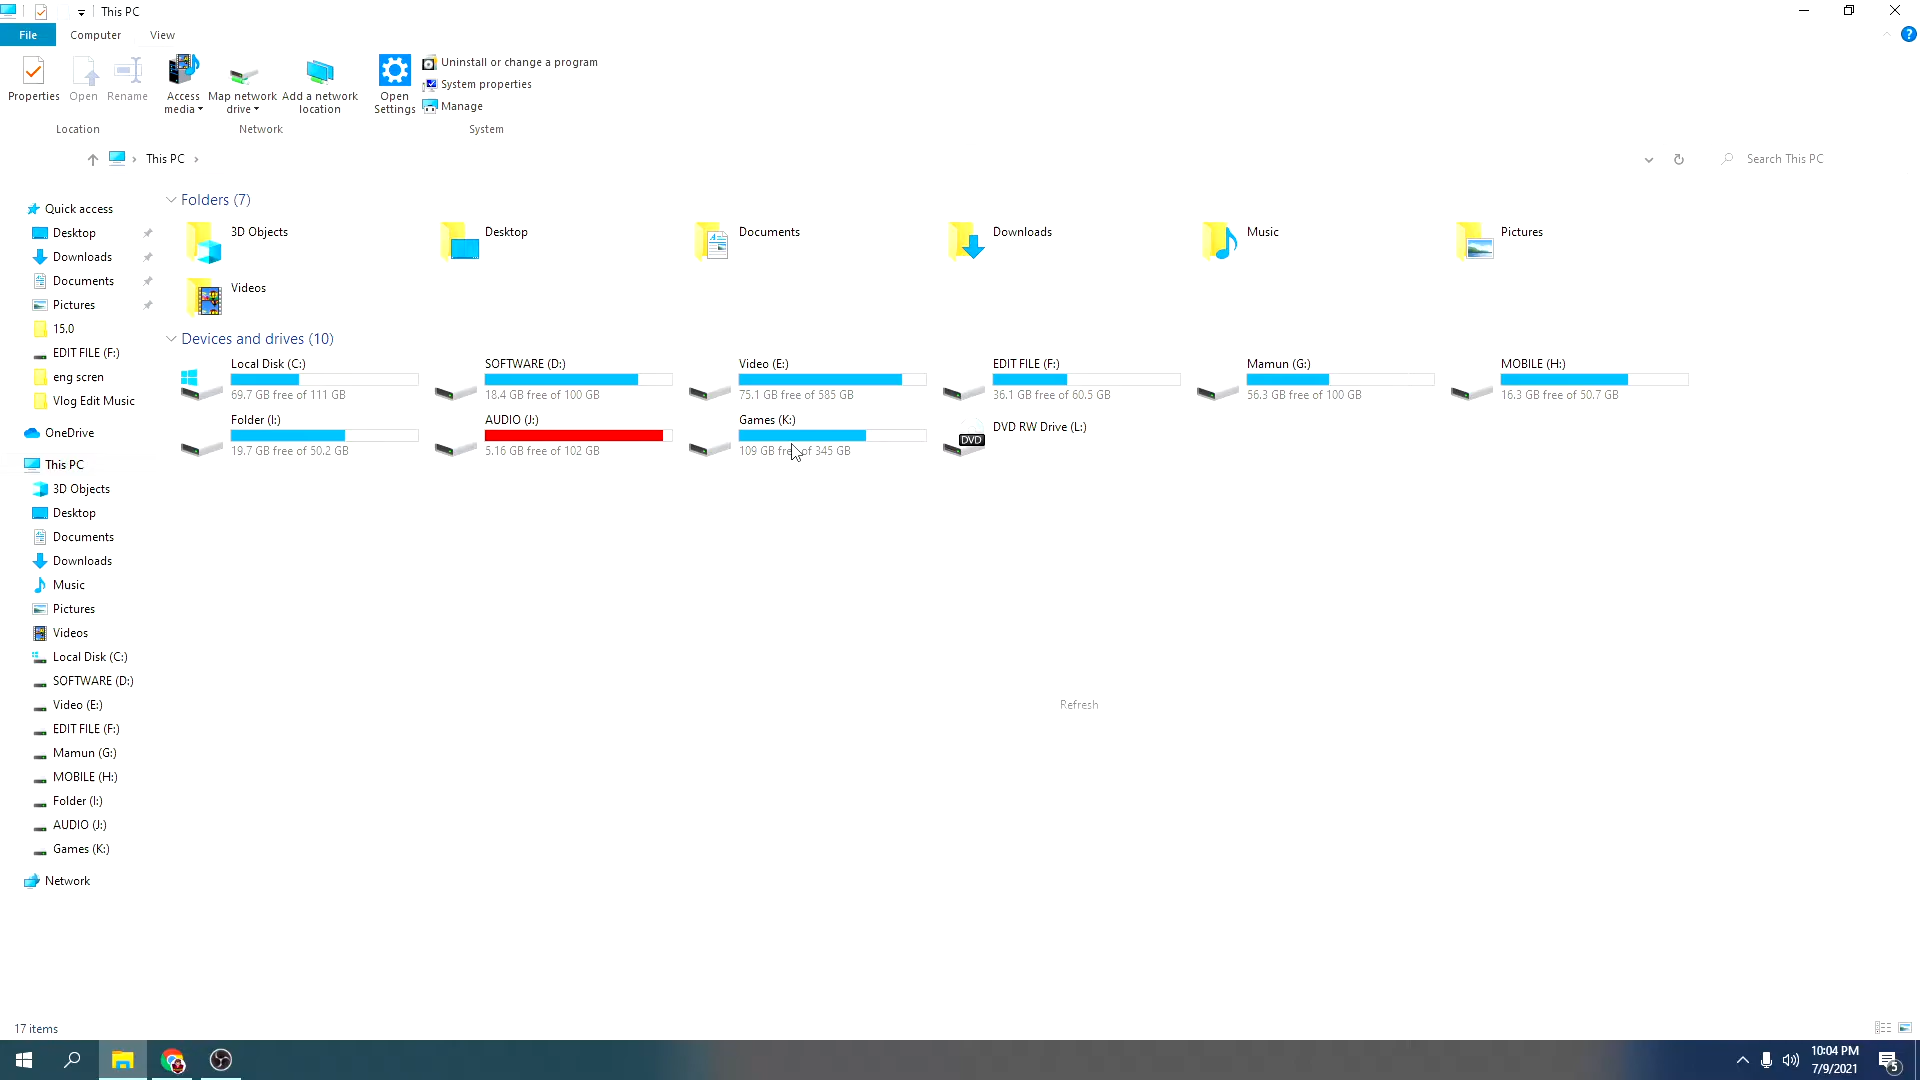 This PC
File
Computer
View
Properties
Open
Rename
Access
media
Map network
drive
Add a network
location
Open
Settings
Uninstall or change a program
System properties
Manage
Location
Network
System
This PC
Search This PC
Quick access
Desktop
Downloads
Documents
Pictures
15.0
EDIT FILE (F:)
eng scren
Vlog Edit Music
OneDrive
This PC
3D Objects
Desktop
Documents
Downloads
Music
Pictures
Videos
Local Disk (C:)
SOFTWARE (D:)
Video (E:)
EDIT FILE (F:)
Mamun (G:)
MOBILE (H:)
Folder (I:)
AUDIO (J:)
Games (K:)
Network
Folders (7)
3D Objects
Desktop
Documents
Downloads
Music
Pictures
Videos
Devices and drives (10)
Local Disk (C:)
69.7 GB free of 111 GB
SOFTWARE (D:)
18.4 GB free of 100 GB
Video (E:)
75.1 GB free of 585 GB
EDIT FILE (F:)
36.1 GB free of 60.5 GB
Mamun (G:)
56.3 GB free of 100 GB
MOBILE (H:)
16.3 GB free of 50.7 GB
Folder (I:)
19.7 GB free of 50.2 GB
AUDIO (J:)
5.16 GB free of 102 GB
Games (K:)
109 GB free of 345 GB
DVD
DVD RW Drive (L:)
Refresh
17 items
10:04 PM
7/9/2021
5